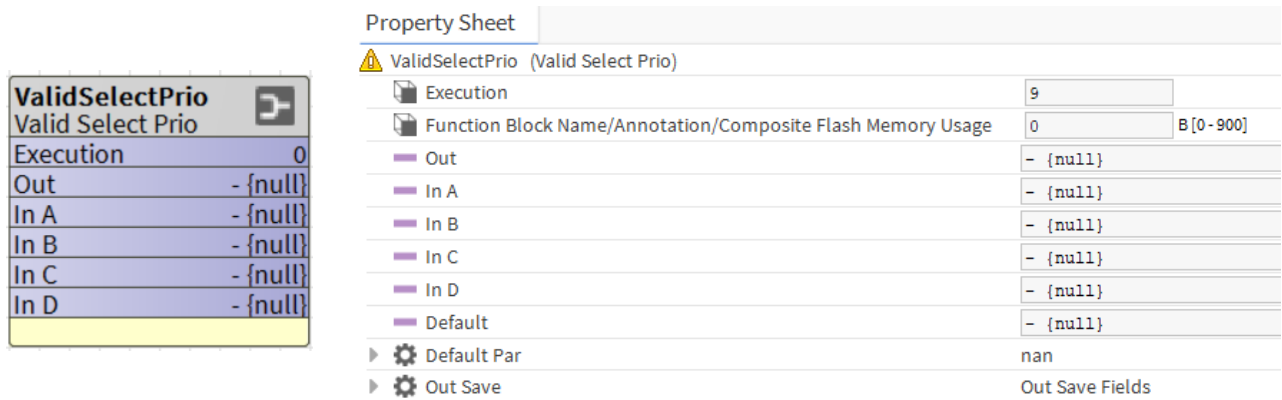 ValidSelectPrio
Valid Select Prio
Execution 0
Out - {null}
In A - {null}
In B - {null}
In C - {null}
In D - {null}
Property Sheet
ValidSelectPrio (Valid Select Prio)
Execution 9
Function Block Name/Annotation/Composite Flash Memory Usage 0 B [0 - 900]
Out - {null}
In A - {null}
In B - {null}
In C - {null}
In D - {null}
Default - {null}
Default Par nan
Out Save Out Save Fields